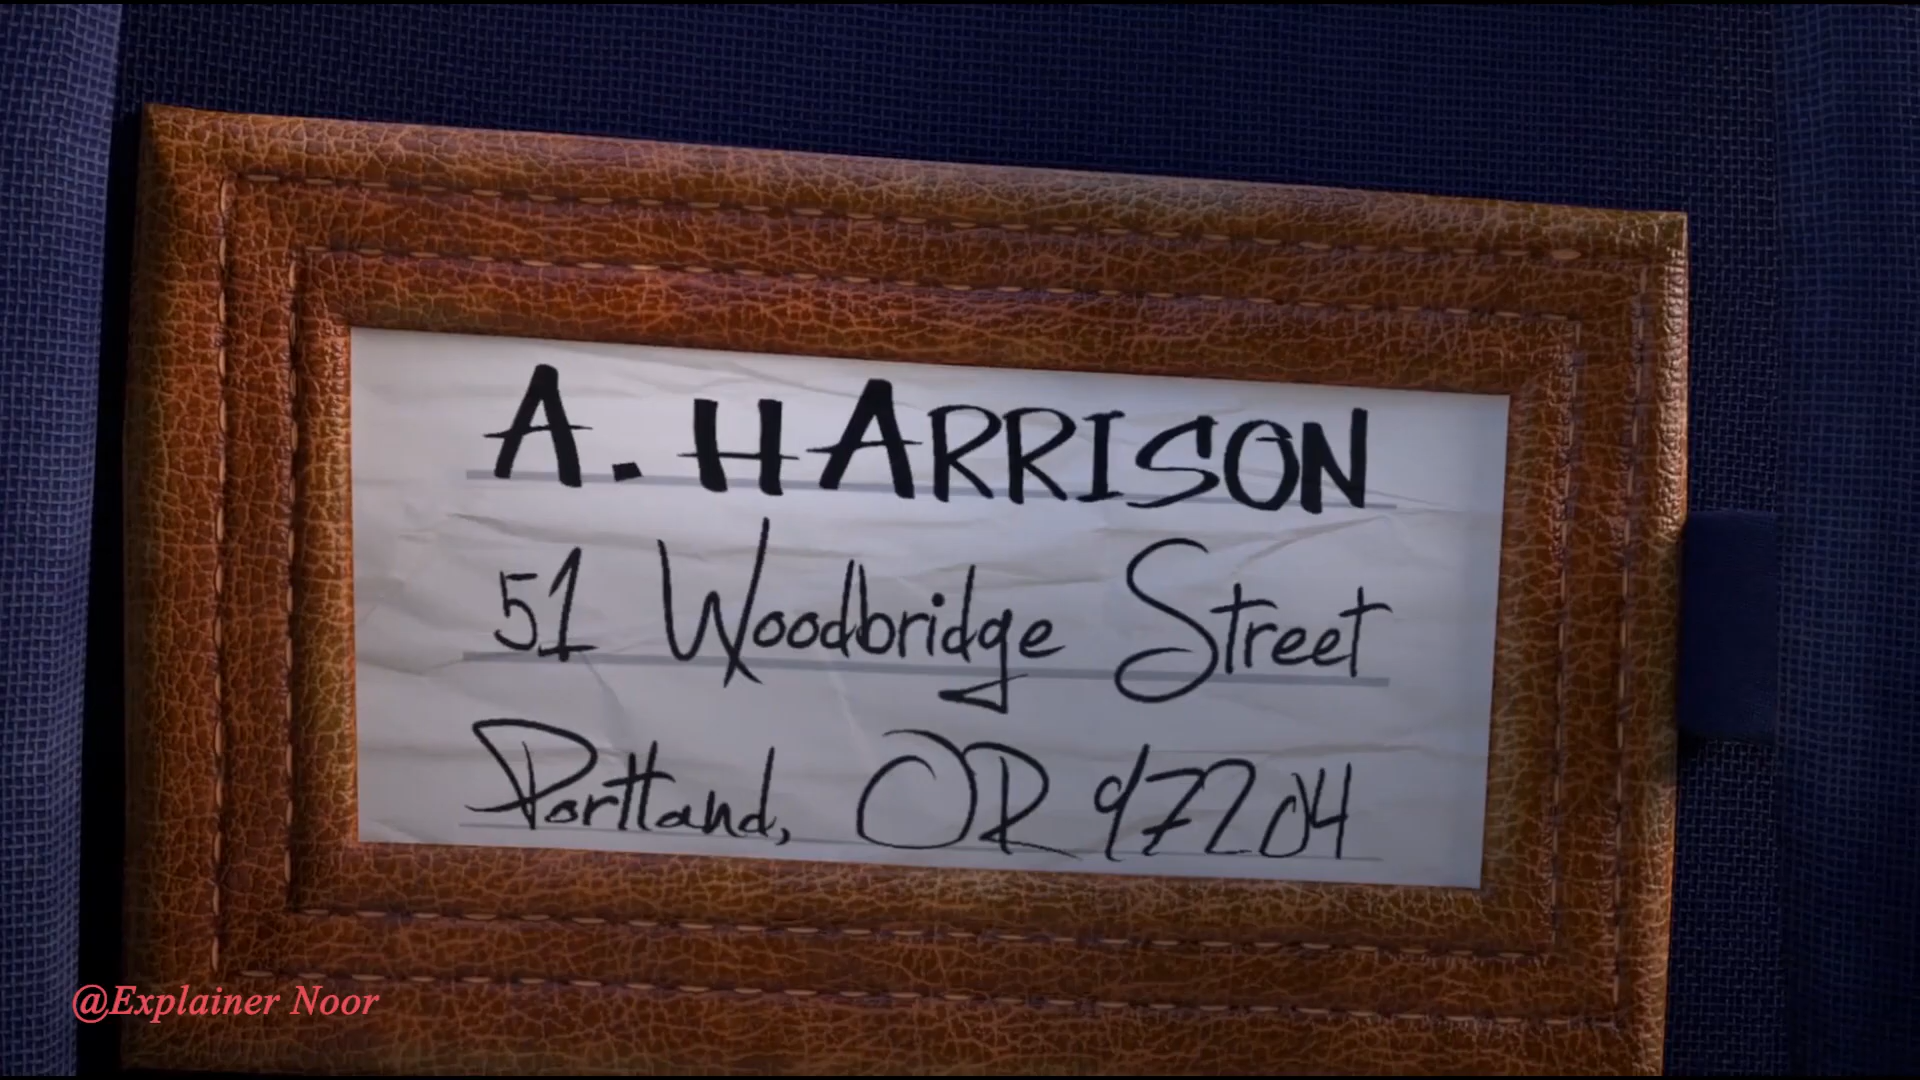 A. HARRISON
51 Woodbridge Street
Portland, OR 97204
@Explainer Noor